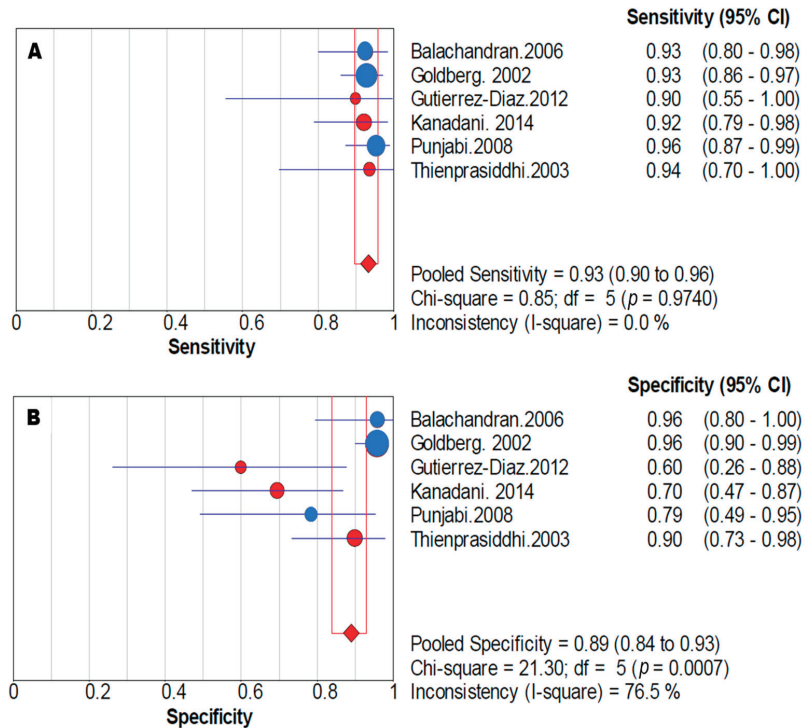 A
Sensitivity (95% CI)
Balachandran.2006 0.93 (0.80 - 0.98)
Goldberg. 2002 0.93 (0.86 - 0.97)
Gutierrez-Diaz.2012 0.90 (0.55 - 1.00)
Kanadani. 2014 0.92 (0.79 - 0.98)
Punjabi.2008 0.96 (0.87 - 0.99)
Thienprasiddhi.2003 0.94 (0.70 - 1.00)
Pooled Sensitivity = 0.93 (0.90 to 0.96)
Chi-square = 0.85; df = 5 (p = 0.9740)
Inconsistency (I-square) = 0.0 %
0 0.2 0.4 0.6 0.8 1
Sensitivity
B
Specificity (95% CI)
Balachandran.2006 0.96 (0.80 - 1.00)
Goldberg. 2002 0.96 (0.90 - 0.99)
Gutierrez-Diaz.2012 0.60 (0.26 - 0.88)
Kanadani. 2014 0.70 (0.47 - 0.87)
Punjabi.2008 0.79 (0.49 - 0.95)
Thienprasiddhi.2003 0.90 (0.73 - 0.98)
Pooled Specificity = 0.89 (0.84 to 0.93)
Chi-square = 21.30; df = 5 (p = 0.0007)
Inconsistency (I-square) = 76.5 %
0 0.2 0.4 0.6 0.8 1
Specificity